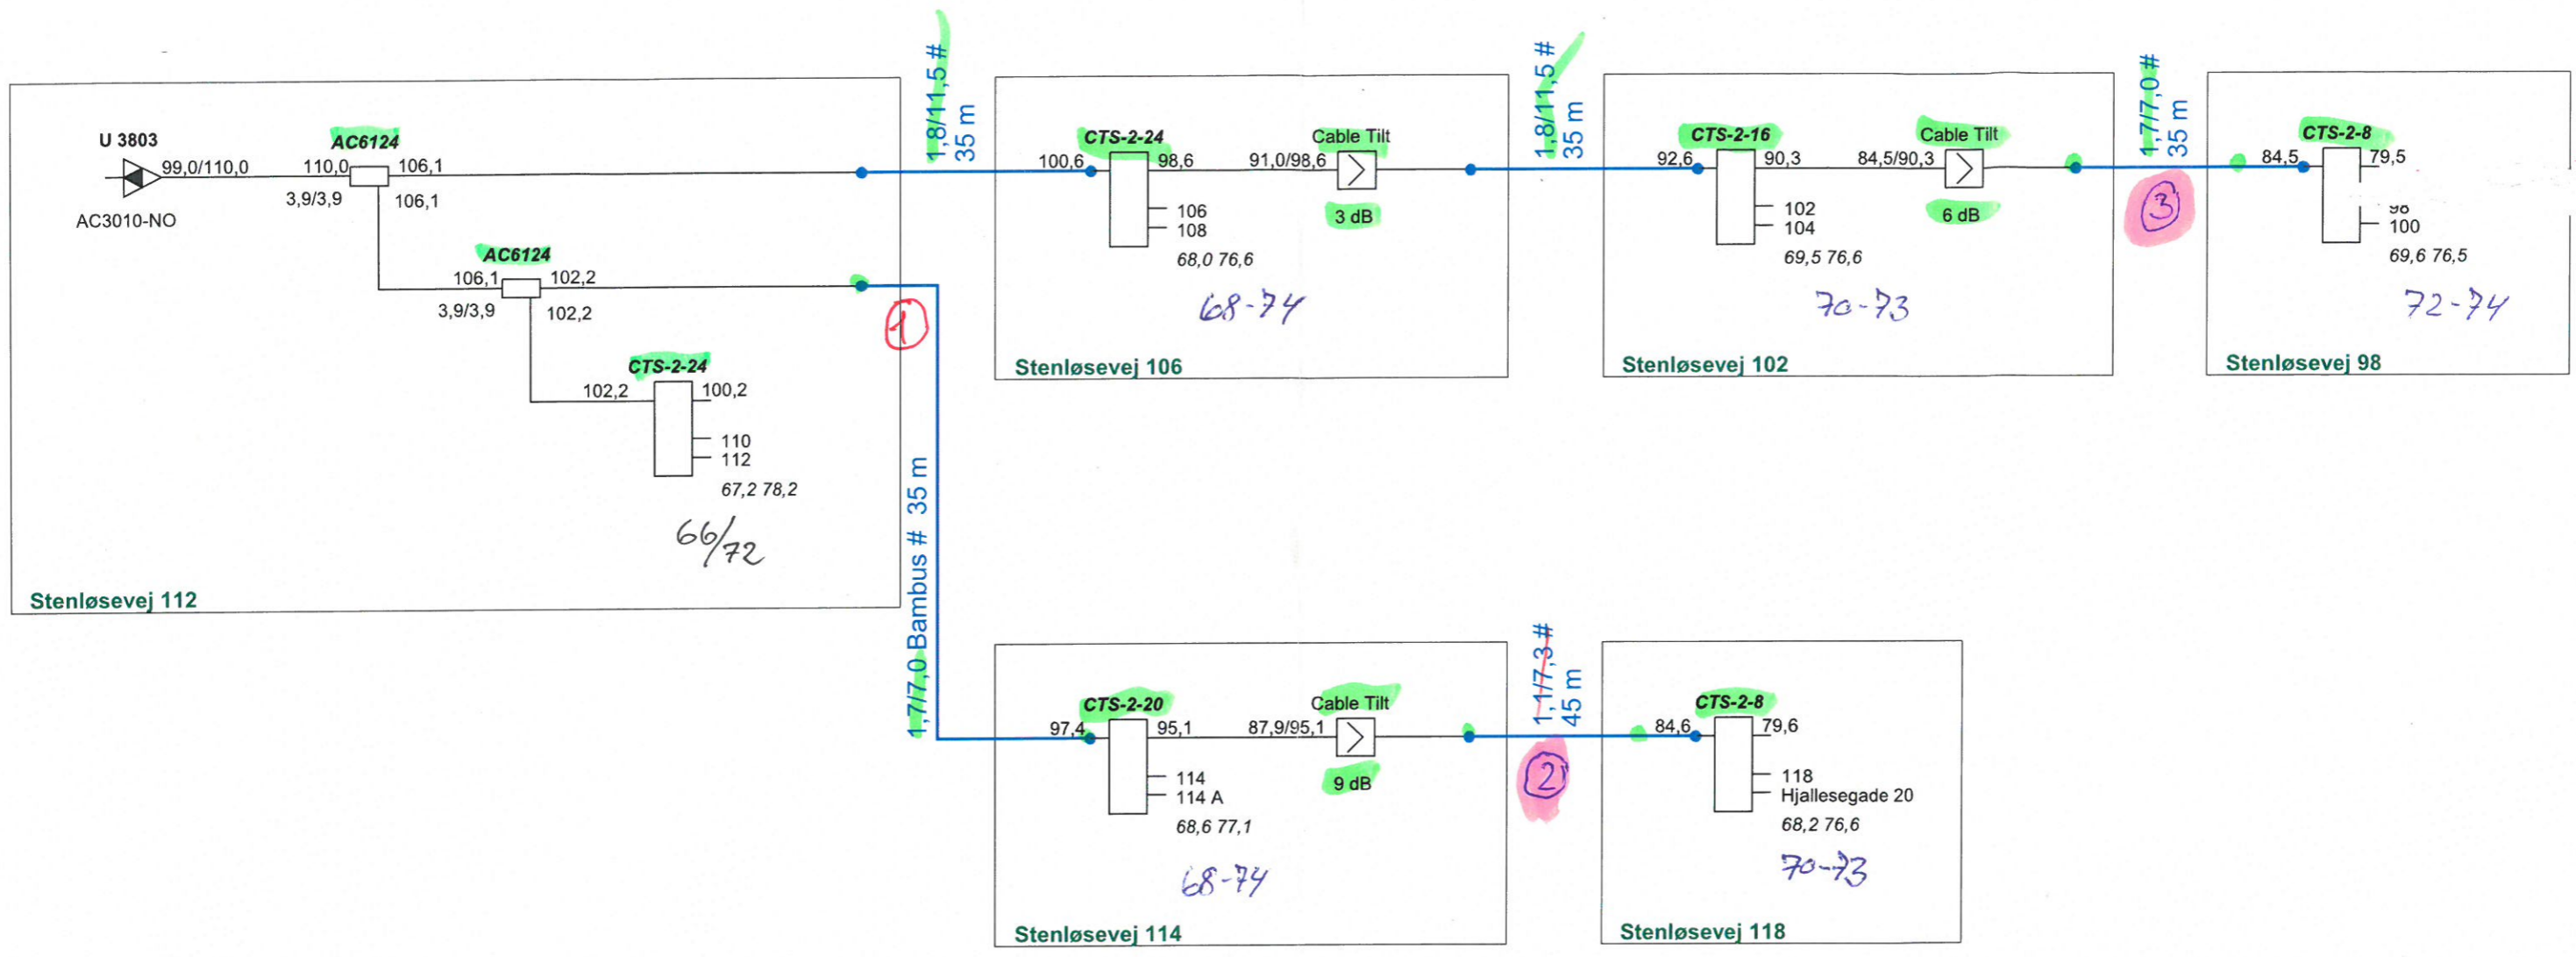 U 3803
99,0/110,0
AC3010-NO
AC6124
110,0
106,1
3,9/3,9
106,1
AC6124
106,1
102,2
3,9/3,9
102,2
CTS-2-24
102,2
100,2
110
112
67,2 78,2
66/72
Stenløsevej 112
1,8/11,5 #
35 m
CTS-2-24
100,6
98,6
106
108
68,0 76,6
68-74
91,0/98,6
Cable Tilt
3 dB
Stenløsevej 106
1,8/11,5 #
35 m
CTS-2-16
92,6
90,3
102
104
69,5 76,6
70-73
84,5/90,3
Cable Tilt
6 dB
Stenløsevej 102
1,7/7,0 #
35 m
3
CTS-2-8
84,5
79,5
98
100
69,6 76,5
72-74
Stenløsevej 98
1
1,7/7,0 Bambus # 35 m
CTS-2-20
97,4
95,1
114
114 A
68,6 77,1
68-74
87,9/95,1
Cable Tilt
9 dB
Stenløsevej 114
1,1/7,3 #
45 m
2
CTS-2-8
84,6
79,6
118
Hjallesegade 20
68,2 76,6
70-73
Stenløsevej 118